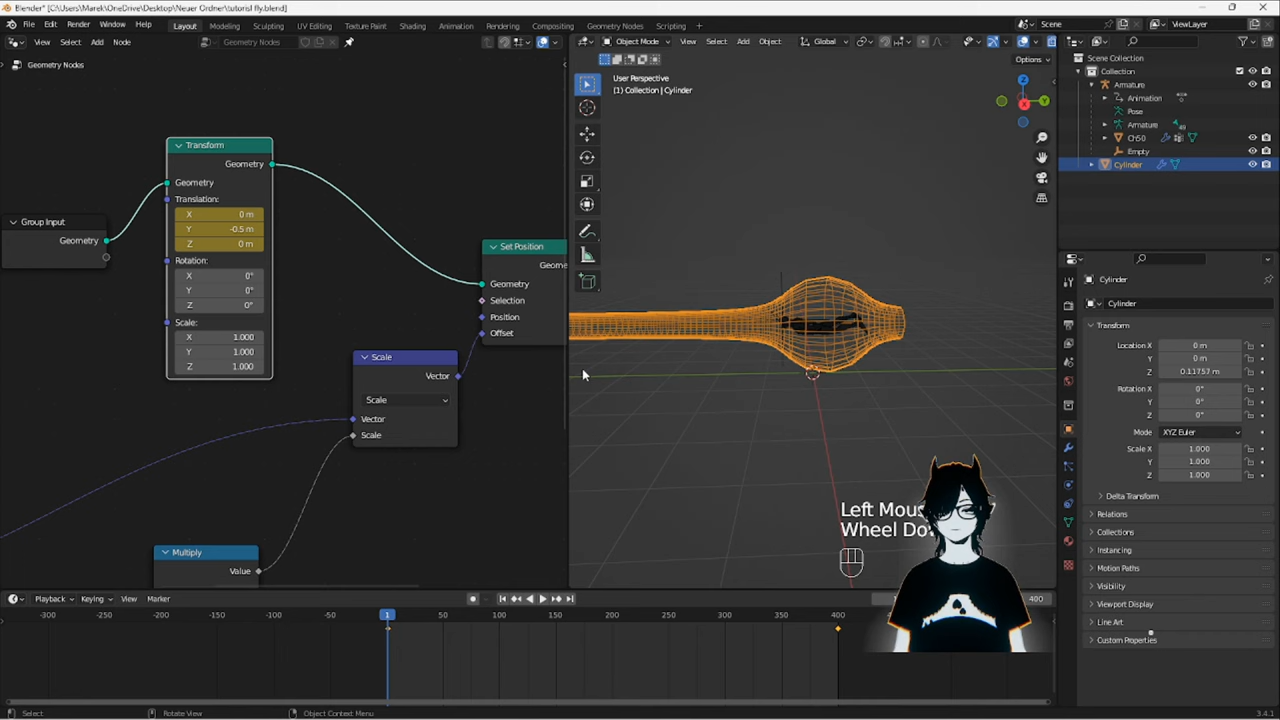 Blender* [C:\Users\Marek\OneDrive\Desktop\Neuer Ordner\tutorisl fly.blend]
File Edit Render Window Help Layout Modeling Sculpting UV Editing Texture Paint Shading Animation Rendering Compositing Geometry Nodes Scripting + Scene ViewLayer
View Select Add Node Geometry Nodes
Object Mode View Select Add Object Global
Options
Geometry Nodes
User Perspective
(1) Collection | Cylinder
Scene Collection
Collection
Armature
Animation
Pose
Armature
Ch50
Empty
Cylinder
Transform
Geometry
Geometry
Translation:
X 0 m
Y -0.5 m
Z 0 m
Rotation:
X 0°
Y 0°
Z 0°
Scale:
X 1.000
Y 1.000
Z 1.000
Group Input
Geometry
Set Position
Geome
Geometry
Selection
Position
Offset
Scale
Vector
Scale
Vector
Scale
Multiply
Value
X
Y
Z
Left Mous 7
Wheel Do
Cylinder
Cylinder
Transform
Location X 0 m
Y 0 m
Z 0.11757 m
Rotation X 0°
Y 0°
Z 0°
Mode XYZ Euler
Scale X 1.000
Y 1.000
Z 1.000
Delta Transform
Relations
Collections
Instancing
Motion Paths
Visibility
Viewport Display
Line Art
Custom Properties
Playback Keying View Marker
400
-300 -250 -200 -150 -100 -50 1 50 100 150 200 250 300 350 400
Select Rotate View Object Context Menu 3.4.1